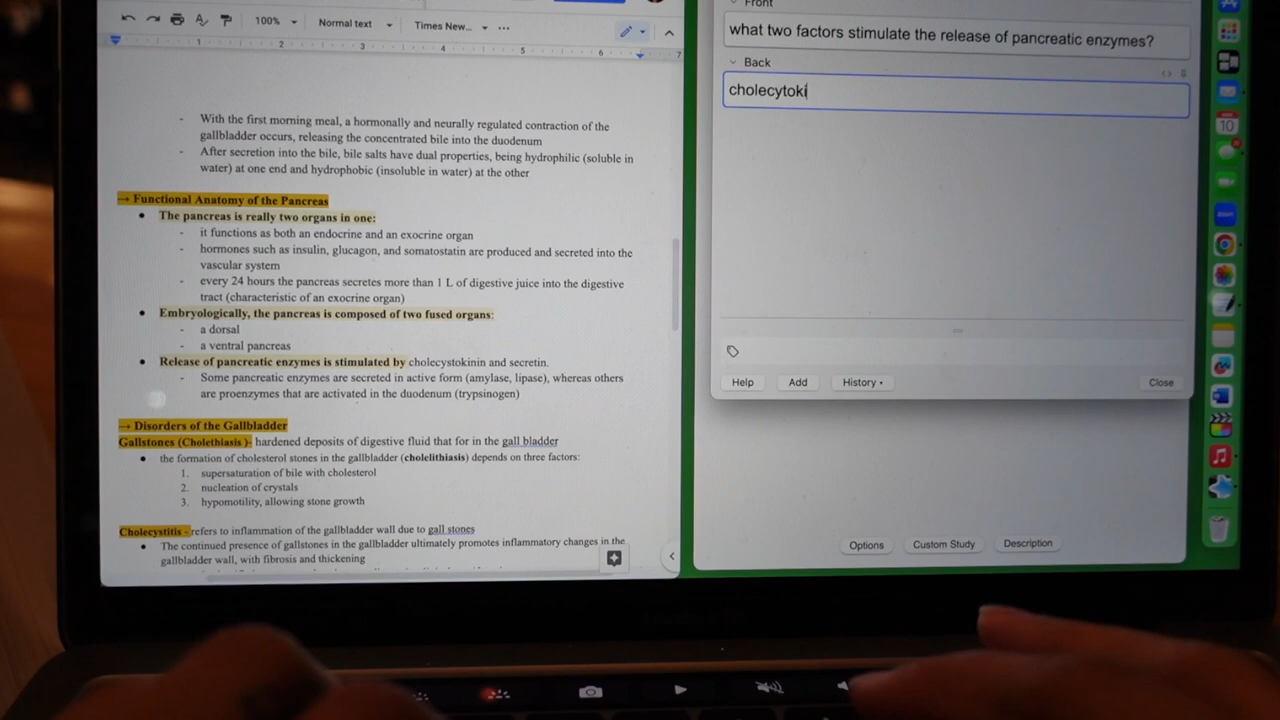 100%
Normal text
Times New...
1 2 3 4 5 6 7
- With the first morning meal, a hormonally and neurally regulated contraction of the
gallbladder occurs, releasing the concentrated bile into the duodenum
- After secretion into the bile, bile salts have dual properties, being hydrophilic (soluble in
water) at one end and hydrophobic (insoluble in water) at the other
→ Functional Anatomy of the Pancreas
● The pancreas is really two organs in one:
- it functions as both an endocrine and an exocrine organ
- hormones such as insulin, glucagon, and somatostatin are produced and secreted into the
vascular system
- every 24 hours the pancreas secretes more than 1 L of digestive juice into the digestive
tract (characteristic of an exocrine organ)
● Embryologically, the pancreas is composed of two fused organs:
- a dorsal
- a ventral pancreas
● Release of pancreatic enzymes is stimulated by cholecystokinin and secretin.
- Some pancreatic enzymes are secreted in active form (amylase, lipase), whereas others
are proenzymes that are activated in the duodenum (trypsinogen)
→ Disorders of the Gallbladder
Gallstones (Cholethiasis )- hardened deposits of digestive fluid that for in the gall bladder
● the formation of cholesterol stones in the gallbladder (cholelithiasis) depends on three factors:
1. supersaturation of bile with cholesterol
2. nucleation of crystals
3. hypomotility, allowing stone growth
Cholecystitis - refers to inflammation of the gallbladder wall due to gall stones
● The continued presence of gallstones in the gallbladder ultimately promotes inflammatory changes in the
gallbladder wall, with fibrosis and thickening
Front
what two factors stimulate the release of pancreatic enzymes?
Back
cholecytoki
Help
Add
History
Close
Options
Custom Study
Description
10